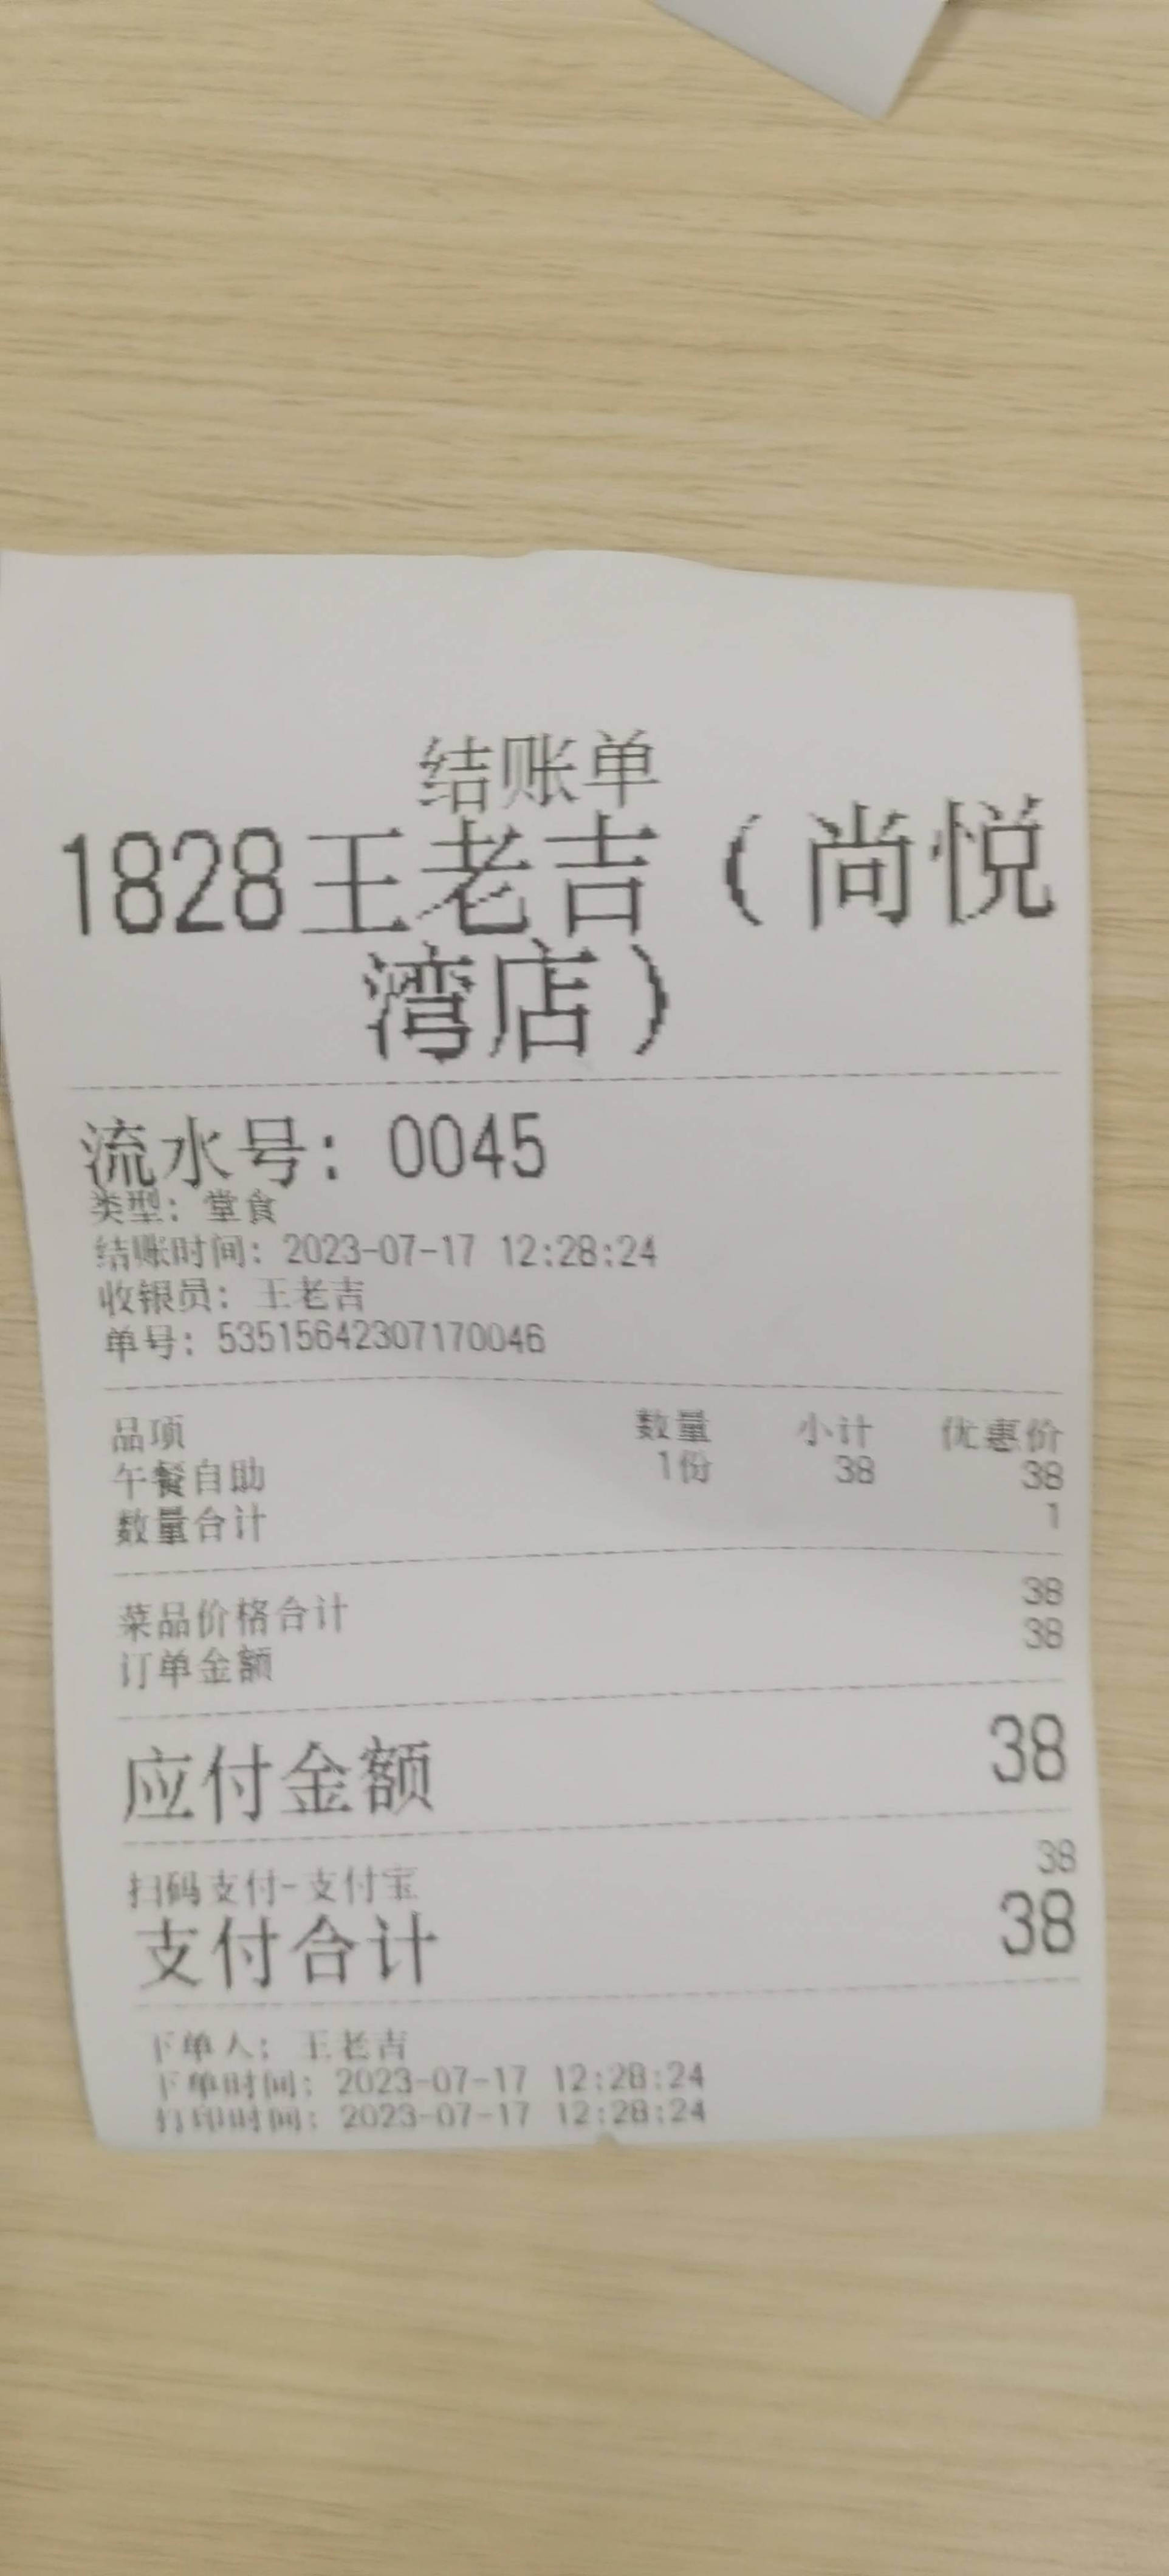 结账单
1828王老吉（尚悦
湾店）
流水号：0045
类型：堂食
结账时间：2023-07-17 12:28:24
收银员：王老吉
单号：535156422307170046
品项 数量 小计 优惠价
午餐自助 1份 38 38
数量合计 1
菜品价格合计 38
订单金额 38
应付金额 38
扫码支付-支付宝 38
支付合计 38
下单人：王老吉
下单时间：2023-07-17 12:28:24
打印时间：2023-07-17 12:28:24